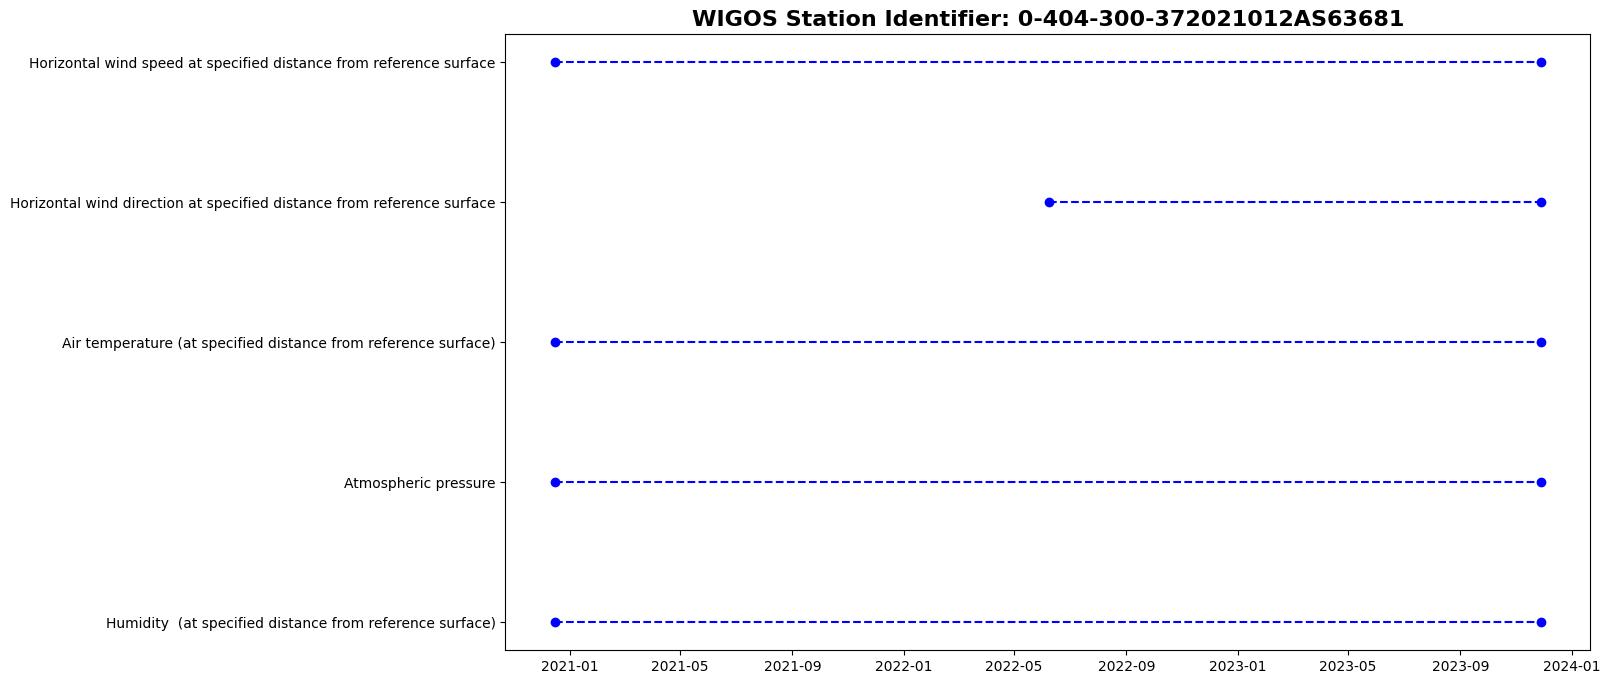 WIGOS Station Identifier: 0-404-300-372021012AS63681
Horizontal wind speed at specified distance from reference surface
Horizontal wind direction at specified distance from reference surface
Air temperature (at specified distance from reference surface)
Atmospheric pressure
Humidity  (at specified distance from reference surface)
2021-01 2021-05 2021-09 2022-01 2022-05 2022-09 2023-01 2023-05 2023-09 2024-01